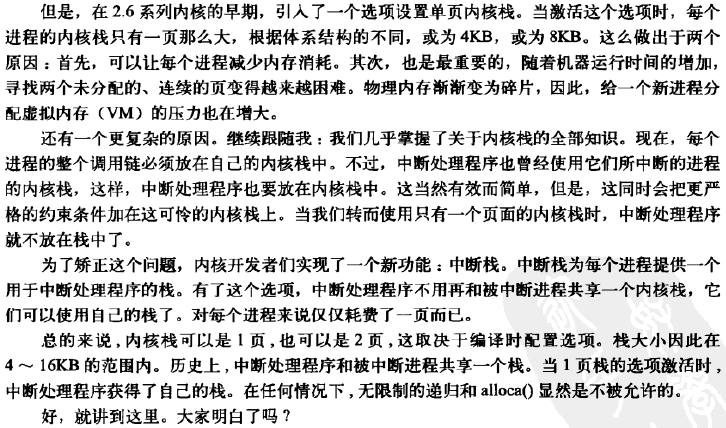 但是，在 2.6 系列内核的早期，引入了一个选项设置单页内核栈。当激活这个选项时，每个
进程的内核栈只有一页那么大，根据体系结构的不同，或为 4KB，或为 8KB。这么做出于两个
原因：首先，可以让每个进程减少内存消耗。其次，也是最重要的，随着机器运行时间的增加，
寻找两个未分配的、连续的页变得越来越困难。物理内存渐渐变为碎片，因此，给一个新进程分
配虚拟内存（VM）的压力也在增大。
还有一个更复杂的原因。继续跟随我：我们几乎掌握了关于内核栈的全部知识。现在，每个
进程的整个调用链必须放在自己的内核栈中。不过，中断处理程序也曾经使用它们所中断的进程
的内核栈，这样，中断处理程序也要放在内核栈中。这当然有效而简单，但是，这同时会把更严
格的约束条件加在这可怜的内核栈上。当我们转而使用只有一个页面的内核栈时，中断处理程序
就不放在栈中了。
为了矫正这个问题，内核开发者们实现了一个新功能：中断栈。中断栈为每个进程提供一个
用于中断处理程序的栈。有了这个选项，中断处理程序不用再和被中断进程共享一个内核栈，它
们可以使用自己的栈了。对每个进程来说仅仅耗费了一页而已。
总的来说，内核栈可以是 1 页，也可以是 2 页，这取决于编译时配置选项。栈大小因此在
4～16KB 的范围内。历史上，中断处理程序和被中断进程共享一个栈。当 1 页栈的选项激活时，
中断处理程序获得了自己的栈。在任何情况下，无限制的递归和 alloca() 显然是不被允许的。
好，就讲到这里。大家明白了吗？